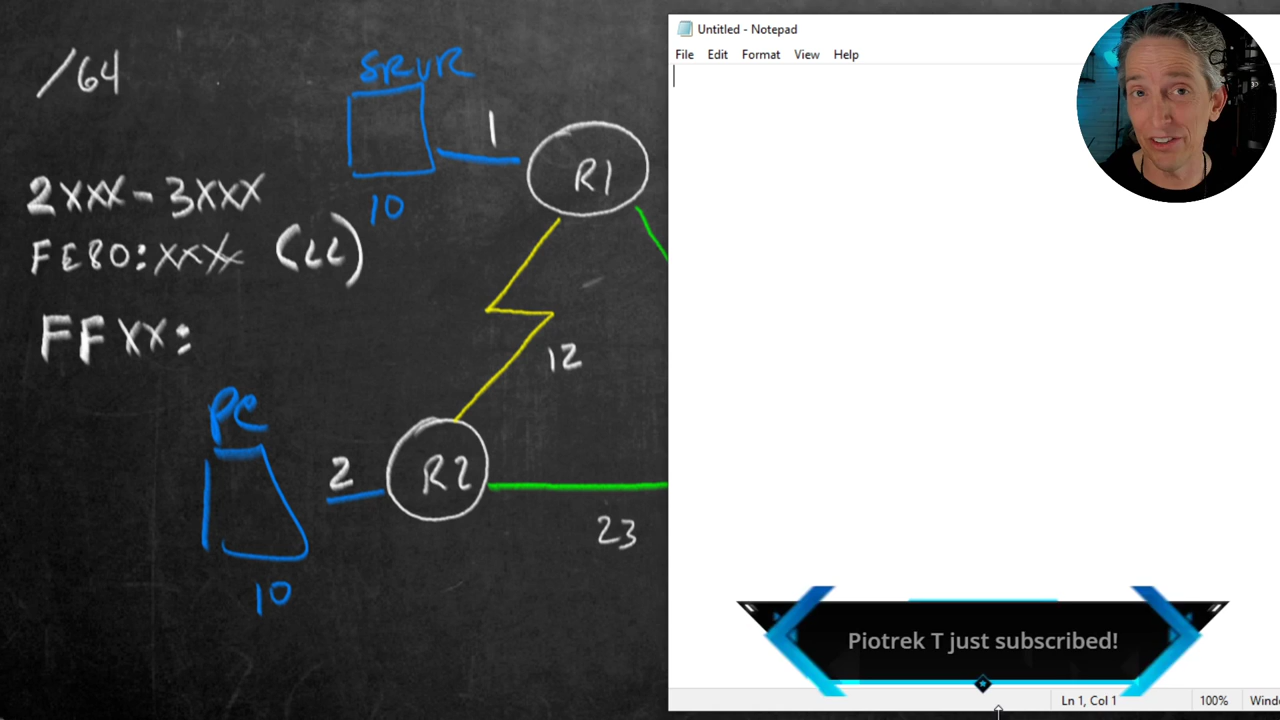 /64
2XXX - 3XXX
FE80:XXX (LL)
FFXX:
SRVR
10
1
R1
12
PC
10
2
R2
23
Untitled - Notepad
File Edit Format View Help
Piotrek T just subscribed!
Ln 1, Col 1 100% Windo